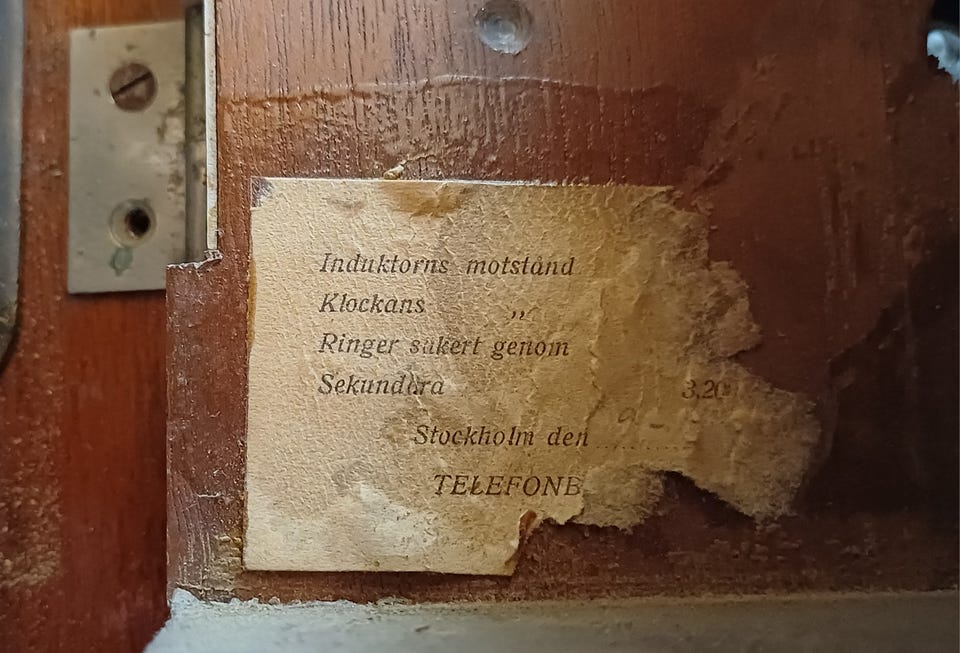 Induktorns motstånd
Klockans „
Ringer säkert genom
Sekundära 3,20
Stockholm den
TELEFONB